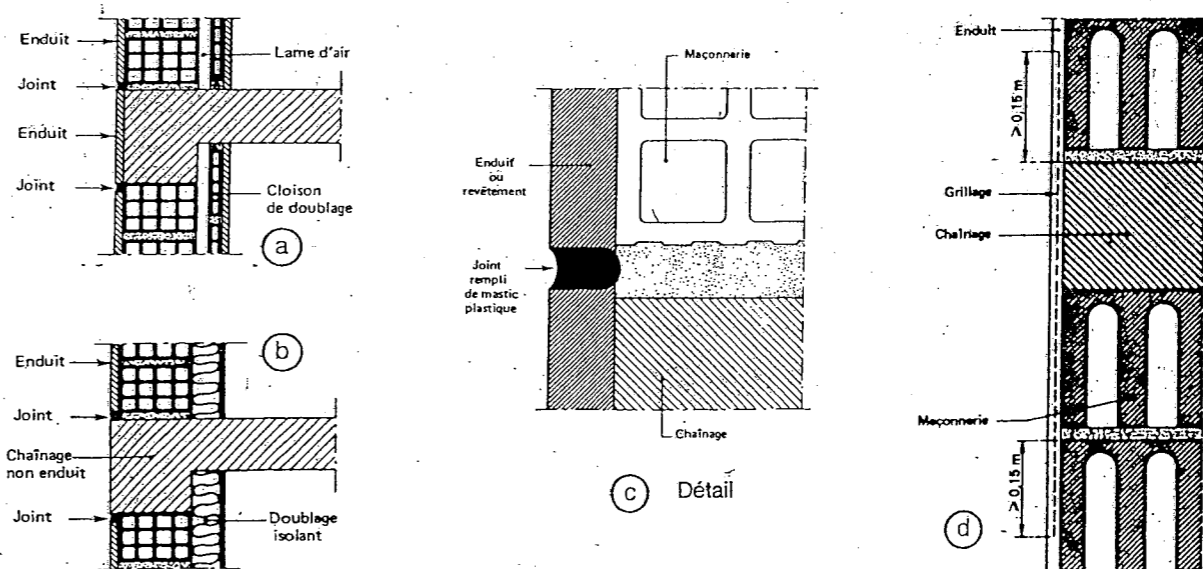 Enduit
Lame d'air
Joint
Enduit
Joint
Cloison
de doublage
a
b
Enduit
Joint
Chaînage
non enduit
Joint
Doublage
isolant
Maçonnerie
Enduit
ou
revêtement
Joint
rempli
de mastic
plastique
Chaînage
c Détail
Enduit
>0,15 m
Grillage
Chaînage
Maçonnerie
>0,15 m
d